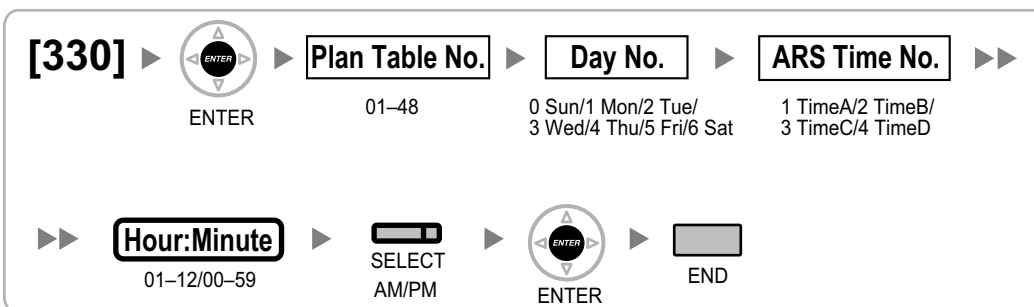 [330] ENTER Plan Table No. Day No. ARS Time No.
ENTER
01–48
0 Sun/1 Mon/2 Tue/
3 Wed/4 Thu/5 Fri/6 Sat
1 TimeA/2 TimeB/
3 TimeC/4 TimeD
Hour:Minute
01–12/00–59
SELECT
AM/PM
ENTER
ENTER
END